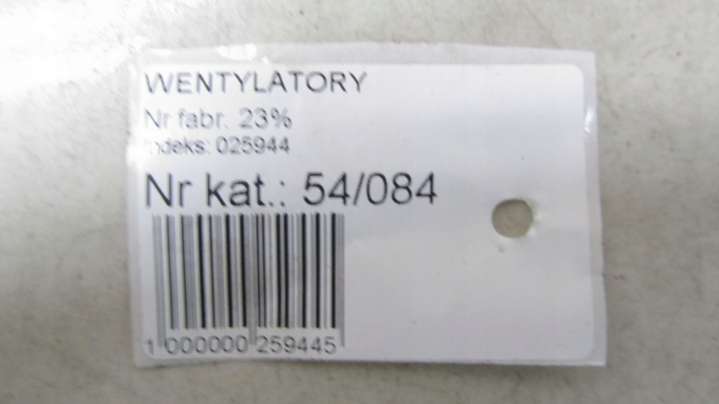 WENTYLATORY
Nr fabr. 23%
Indeks: 025944
Nr kat.: 54/084
1 000000 259445